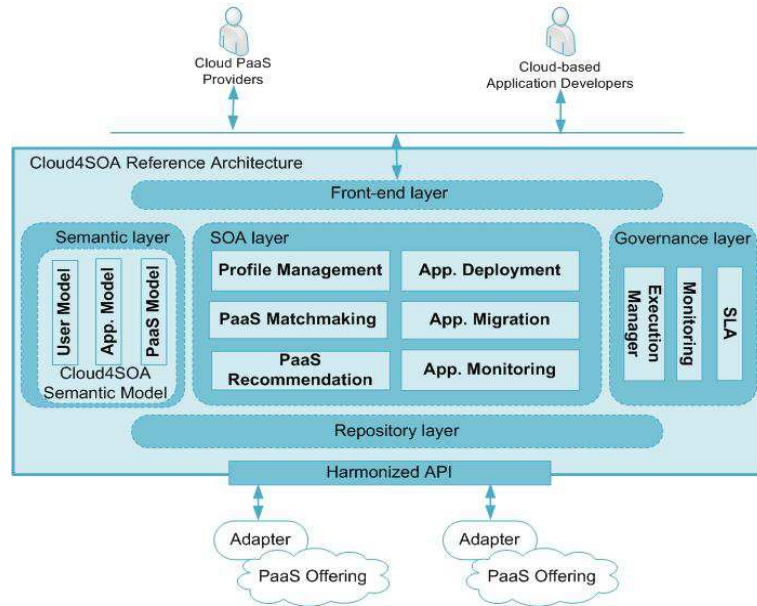 Cloud PaaS
Providers
Cloud-based
Application Developers
Cloud4SOA Reference Architecture
Front-end layer
Semantic layer
User Model
App. Model
PaaS Model
Cloud4SOA
Semantic Model
SOA layer
Profile Management
App. Deployment
PaaS Matchmaking
App. Migration
PaaS
Recommendation
App. Monitoring
Governance layer
Execution
Manager
Monitoring
SLA
Repository layer
Harmonized API
Adapter
PaaS Offering
Adapter
PaaS Offering